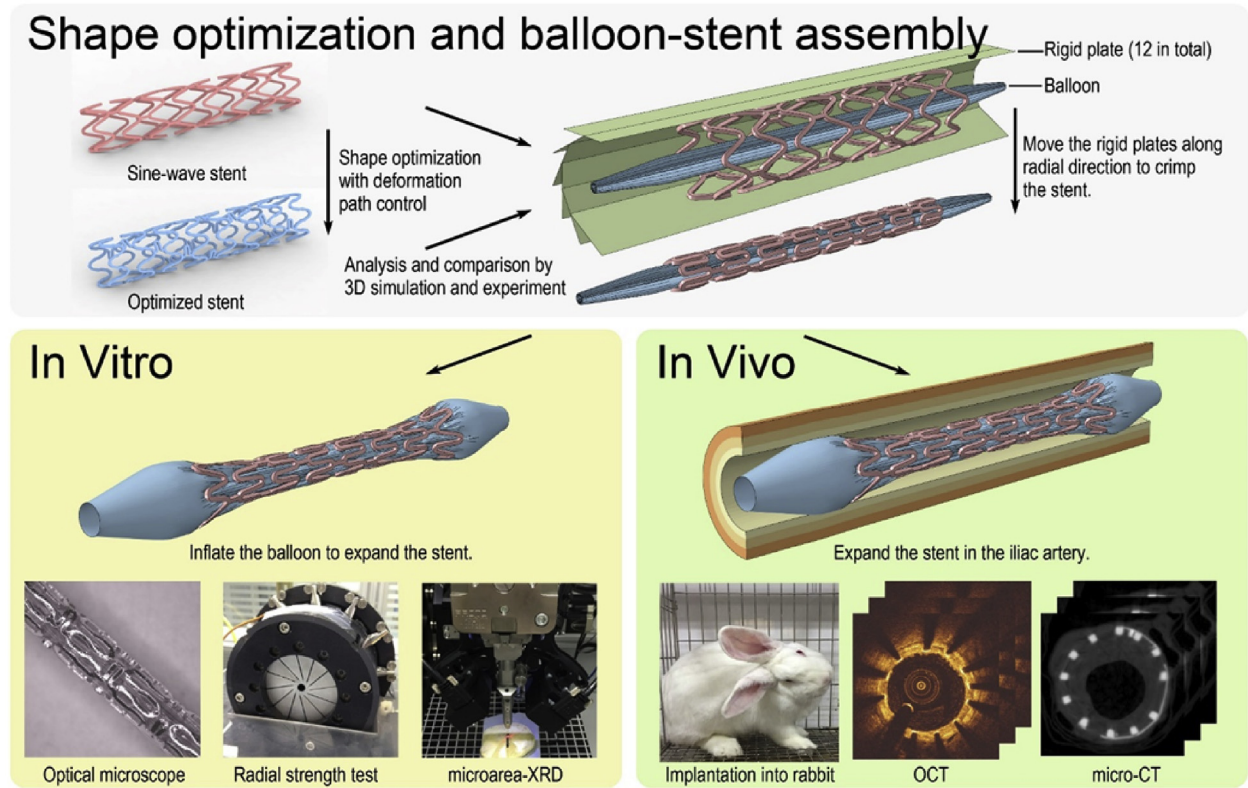 Shape optimization and balloon-stent assembly
Rigid plate (12 in total)
Balloon
Sine-wave stent
Shape optimization
with deformation
path control
Move the rigid plates along
radial direction to crimp
the stent.
Optimized stent
Analysis and comparison by
3D simulation and experiment
In Vitro
Inflate the balloon to expand the stent.
Optical microscope
Radial strength test
microarea-XRD
In Vivo
Expand the stent in the iliac artery.
Implantation into rabbit
OCT
micro-CT